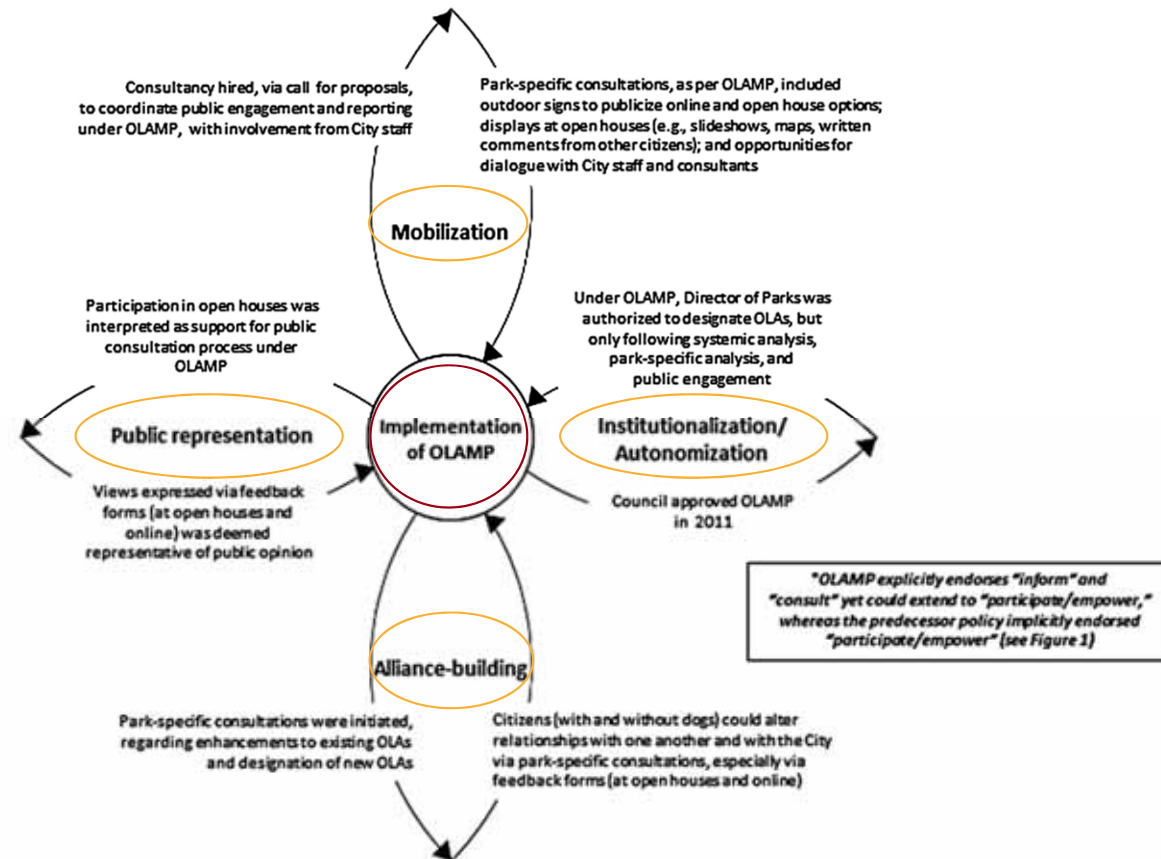 Consultancy hired, via call for proposals,
to coordinate public engagement and reporting
under OLAMP, with involvement from City staff
Park-specific consultations, as per OLAMP, included
outdoor signs to publicize online and open house options;
displays at open houses (e.g., slideshows, maps, written
comments from other citizens); and opportunities for
dialogue with City staff and consultants
Mobilization
Participation in open houses was
interpreted as support for public
consultation process under
OLAMP
Under OLAMP, Director of Parks was
authorized to designate OLAs, but
only following systemic analysis,
park-specific analysis, and
public engagement
Public representation
Implementation
of OLAMP
Institutionalization/
Autonomization
Views expressed via feedback
forms (at open houses and
online) was deemed
representative of public opinion
Council approved OLAMP
in 2011
"OLAMP explicitly endorses "inform" and
"consult" yet could extend to "participate/empower,"
whereas the predecessor policy implicitly endorsed
"participate/empower" (see Figure 1)
Alliance-building
Park-specific consultations were initiated,
regarding enhancements to existing OLAs
and designation of new OLAs
Citizens (with and without dogs) could alter
relationships with one another and with the City
via park-specific consultations, especially via
feedback forms (at open houses and online)